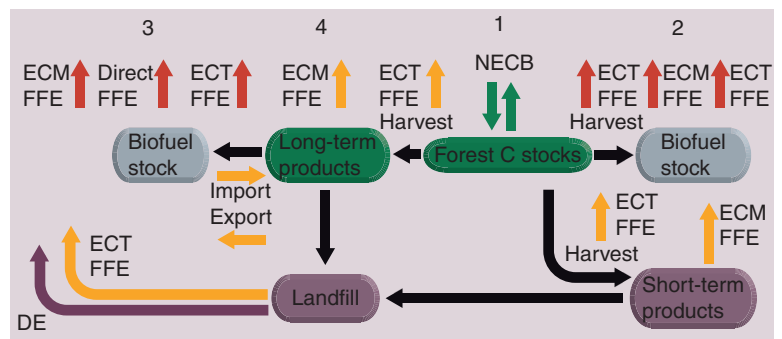 3
4
1
2
ECM
FFE
Direct
FFE
ECT
FFE
ECM
FFE
ECT
FFE
Harvest
NECB
ECT
FFE
ECM
FFE
ECT
FFE
Harvest
Biofuel
stock
Long-term
products
Forest C stocks
Biofuel
stock
Import
Export
ECT
FFE
Harvest
ECM
FFE
ECT
FFE
Landfill
Short-term
products
DE